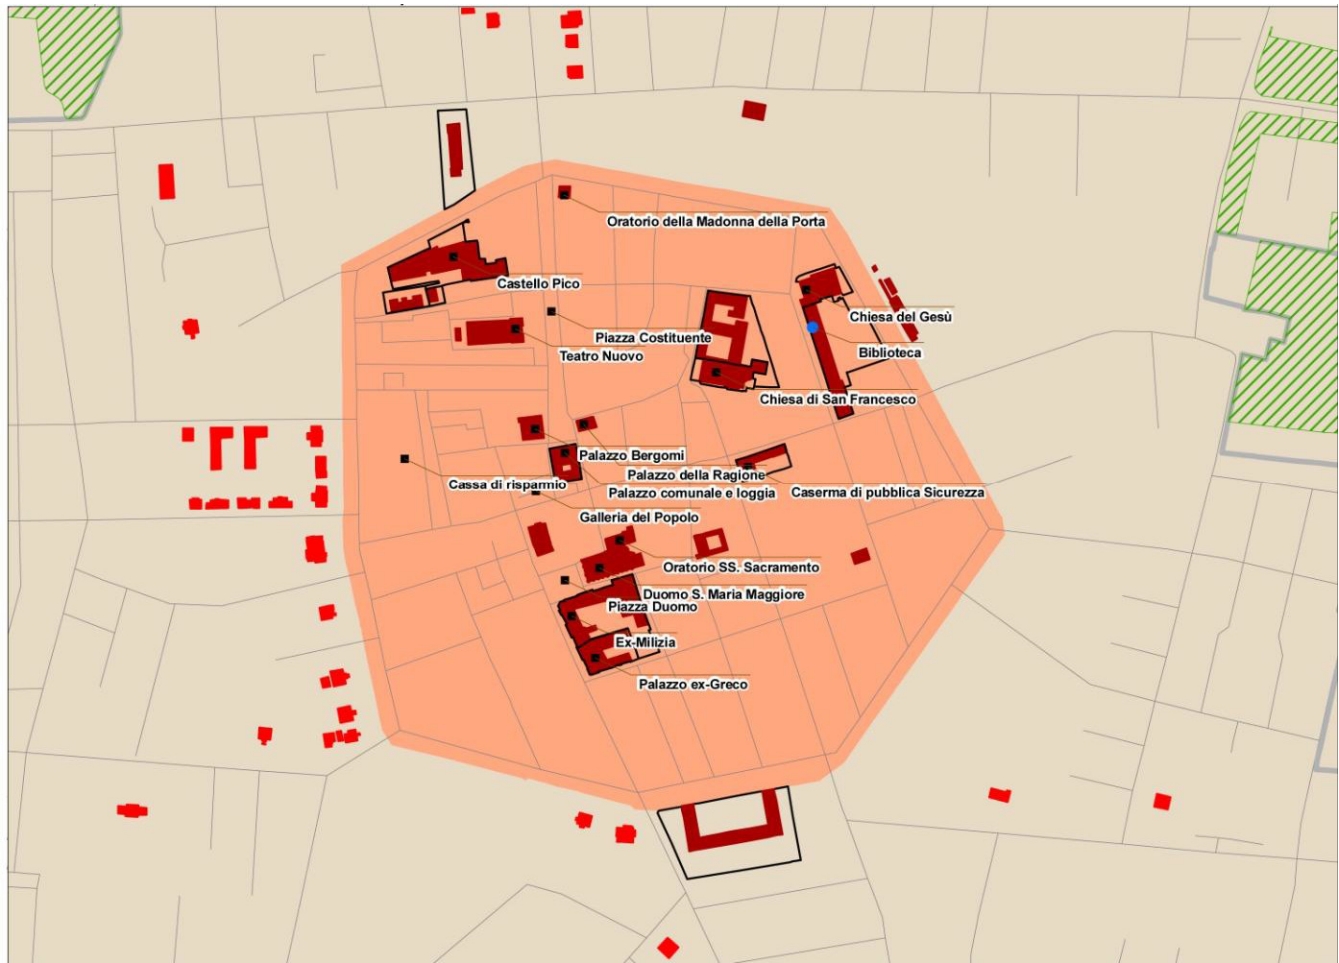 Oratorio della Madonna della Porta
Castello Pico
Chiesa del Gesù
Piazza Costituente
Teatro Nuovo
Biblioteca
Chiesa di San Francesco
Palazzo Bergomi
Palazzo della Ragione
Cassa di risparmio
Palazzo comunale e loggia
Caserma di pubblica Sicurezza
Galleria del Popolo
Oratorio SS. Sacramento
Duomo S. Maria Maggiore
Piazza Duomo
Ex-Milizia
Palazzo ex-Greco